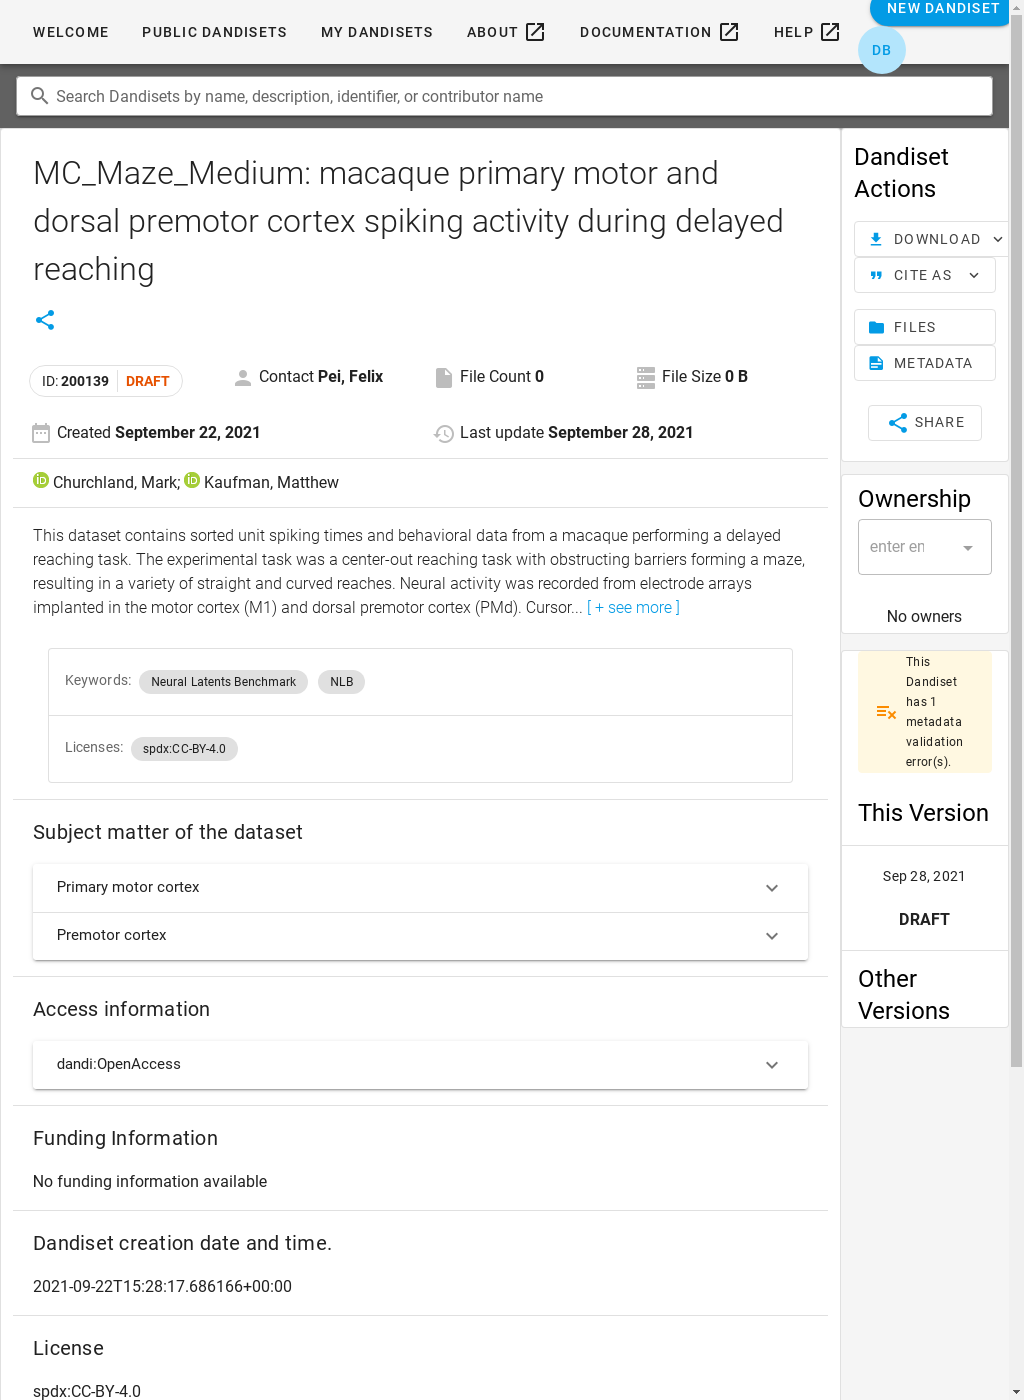 WELCOME PUBLIC DANDISETS MY DANDISETS ABOUT DOCUMENTATION HELP NEW DANDISET
DB
Search Dandisets by name, description, identifier, or contributor name
MC_Maze_Medium: macaque primary motor and
dorsal premotor cortex spiking activity during delayed
reaching
ID: 200139 DRAFT
Contact Pei, Felix
File Count 0
File Size 0 B
Created September 22, 2021
Last update September 28, 2021
Churchland, Mark; Kaufman, Matthew
This dataset contains sorted unit spiking times and behavioral data from a macaque performing a delayed
reaching task. The experimental task was a center-out reaching task with obstructing barriers forming a maze,
resulting in a variety of straight and curved reaches. Neural activity was recorded from electrode arrays
implanted in the motor cortex (M1) and dorsal premotor cortex (PMd). Cursor... [ + see more ]
Keywords: Neural Latents Benchmark NLB
Licenses: spdx:CC-BY-4.0
Subject matter of the dataset
Primary motor cortex
Premotor cortex
Access information
dandi:OpenAccess
Funding Information
No funding information available
Dandiset creation date and time.
2021-09-22T15:28:17.686166+00:00
License
spdx:CC-BY-4.0
Dandiset
Actions
DOWNLOAD
CITE AS
FILES
METADATA
SHARE
Ownership
enter en
No owners
This
Dandiset
has 1
metadata
validation
error(s).
This Version
Sep 28, 2021
DRAFT
Other
Versions